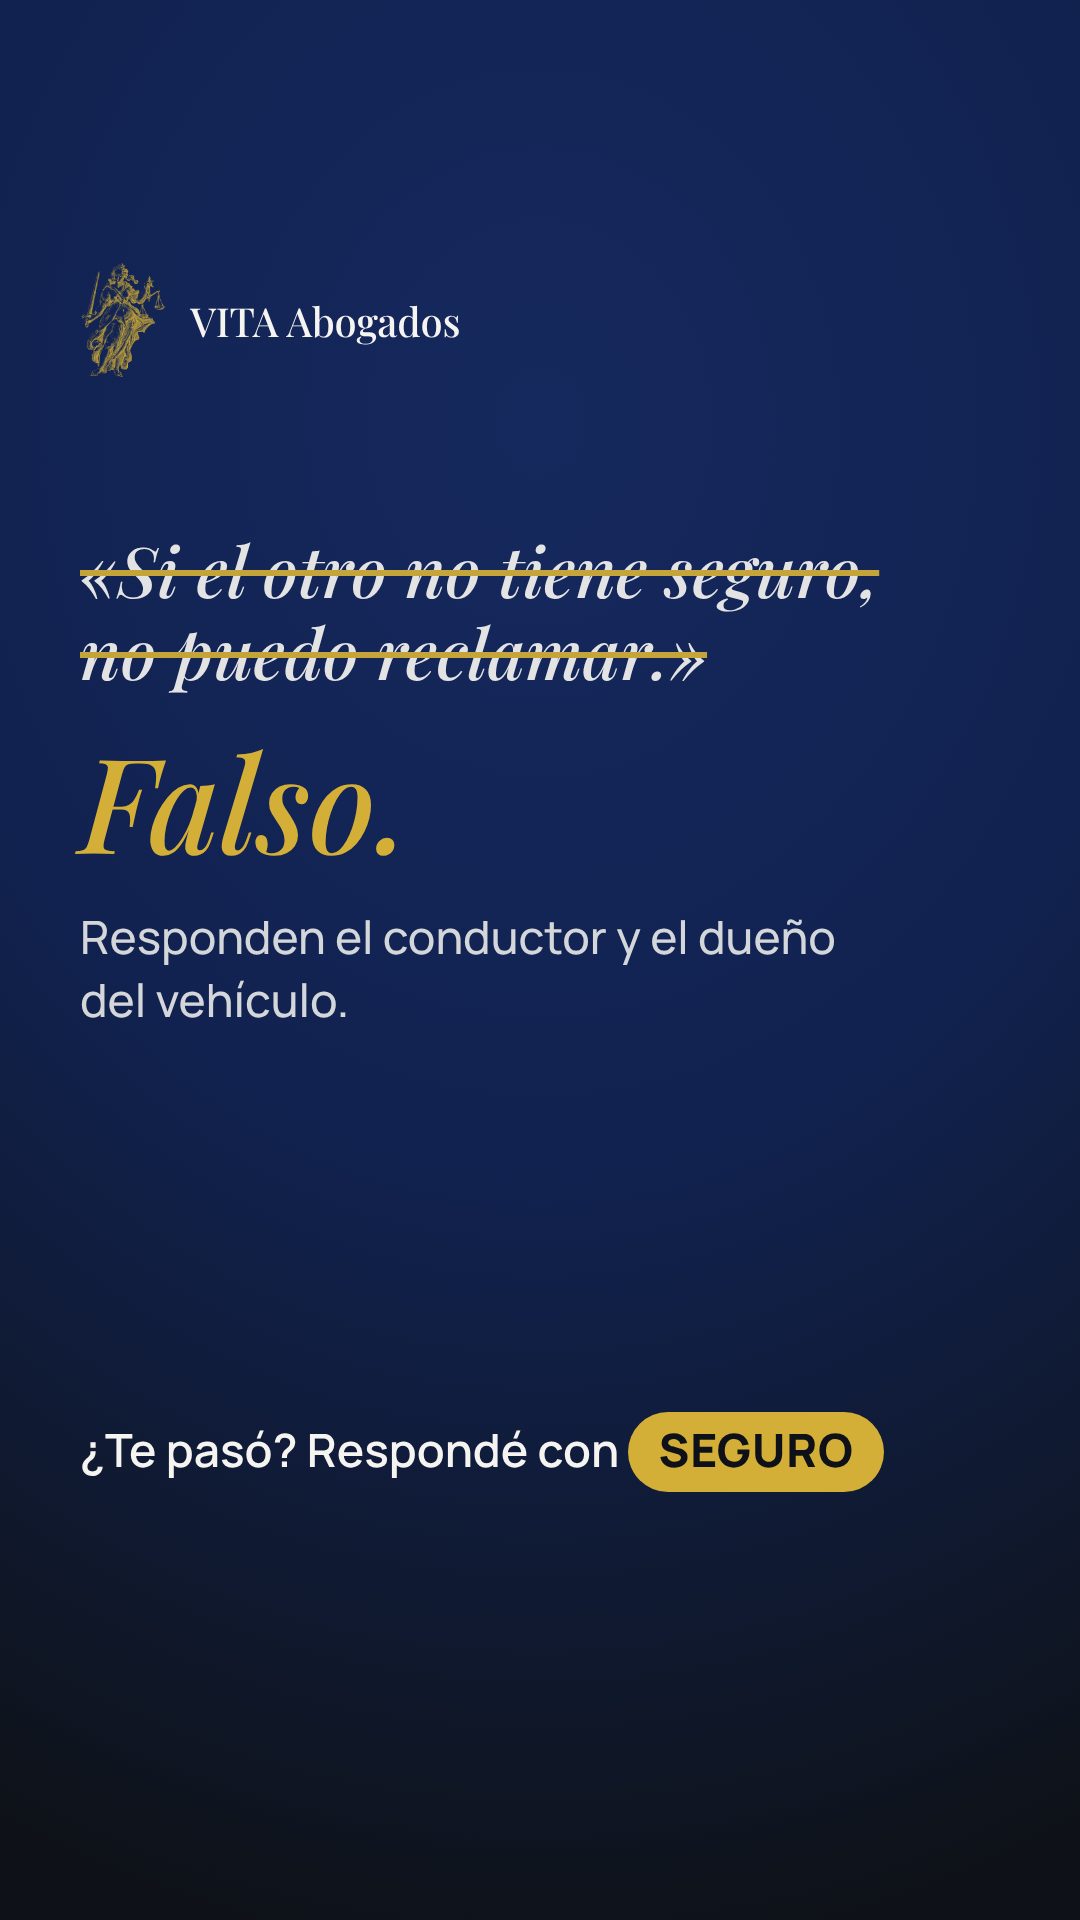 VITA Abogados
«Si el otro no tiene seguro,
no puedo reclamar.»
Falso.
Responden el conductor y el dueño
del vehículo.
¿Te pasó? Respondé con SEGURO